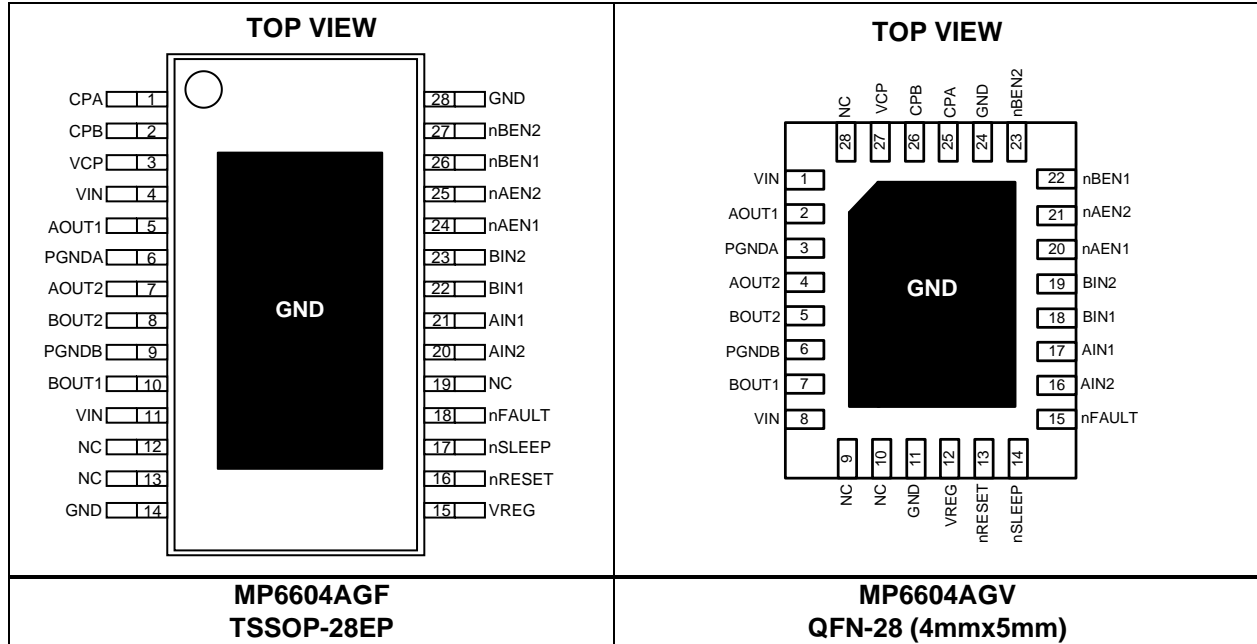 TOP VIEW
CPA 1
CPB 2
VCP 3
VIN 4
AOUT1 5
PGNDA 6
AOUT2 7
BOUT2 8
PGNDB 9
BOUT1 10
VIN 11
NC 12
NC 13
GND 14
GND
28 GND
27 nBEN2
26 nBEN1
25 nAEN2
24 nAEN1
23 BIN2
22 BIN1
21 AIN1
20 AIN2
19 NC
18 nFAULT
17 nSLEEP
16 nRESET
15 VREG
MP6604AGF
TSSOP-28EP
TOP VIEW
NC VCP CPB CPA GND nBEN2
28 27 26 25 24 23
VIN 1
AOUT1 2
PGNDA 3
AOUT2 4
BOUT2 5
PGNDB 6
BOUT1 7
VIN 8
GND
22 nBEN1
21 nAEN2
20 nAEN1
19 BIN2
18 BIN1
17 AIN1
16 AIN2
15 nFAULT
9 10 11 12 13 14
NC NC GND VREG nRESET nSLEEP
MP6604AGV
QFN-28 (4mmx5mm)